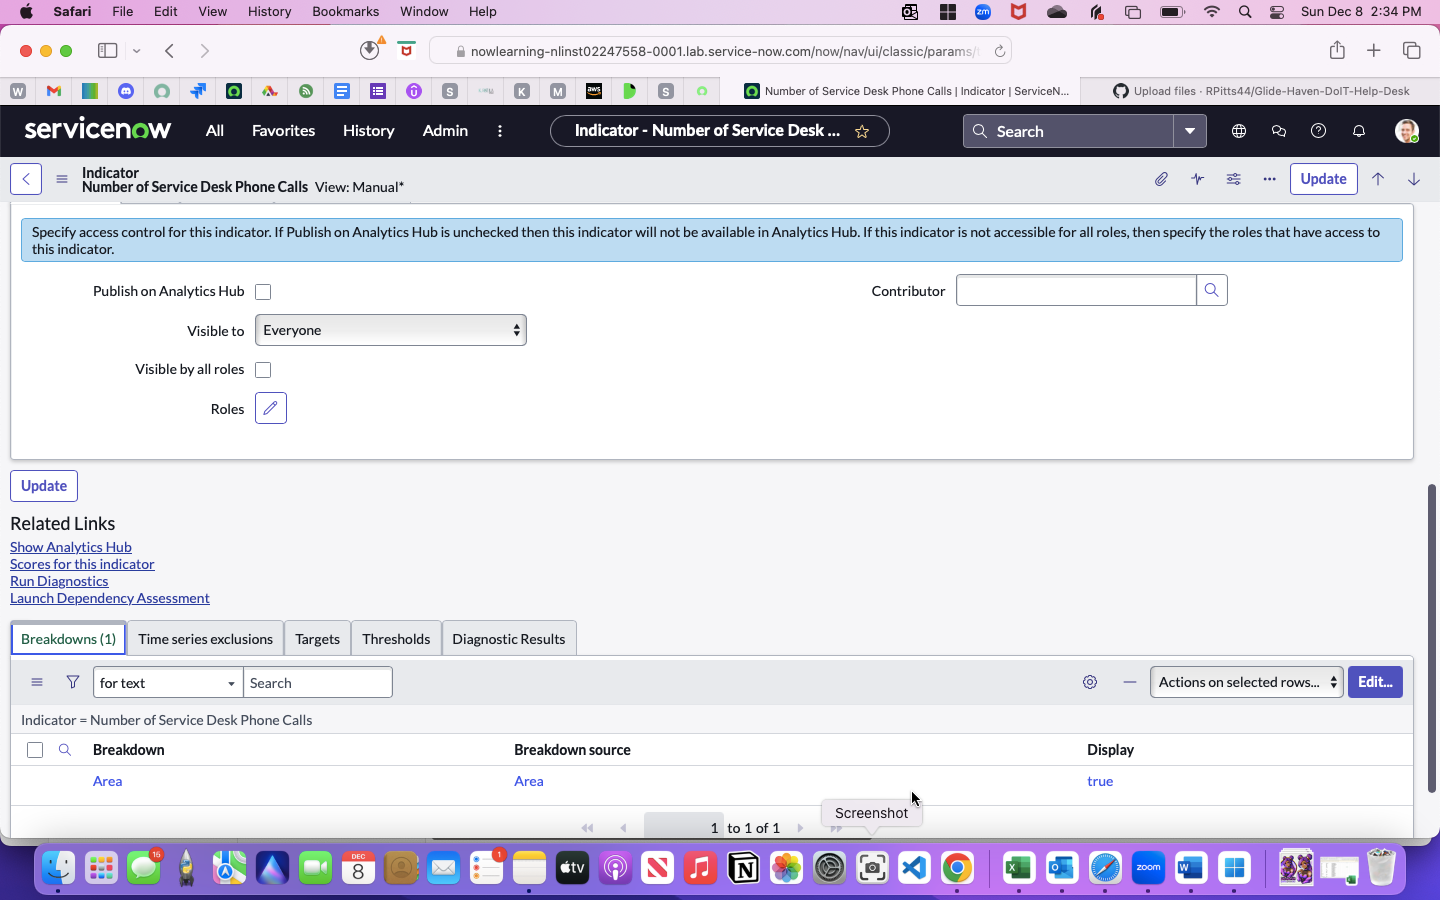 Safari File Edit View History Bookmarks Window Help
zm
Sun Dec 8 2:34 PM
nowlearning-nlinst02247558-0001.lab.service-now.com/now/nav/ui/classic/params/
Number of Service Desk Phone Calls | Indicator | ServiceN...
Upload files · RPitts44/Glide-Haven-DoIT-Help-Desk
servicenow All Favorites History Admin
Indicator - Number of Service Desk ...
Search
Indicator
Number of Service Desk Phone Calls View: Manual*
Update
Specify access control for this indicator. If Publish on Analytics Hub is unchecked then this indicator will not be available in Analytics Hub. If this indicator is not accessible for all roles, then specify the roles that have access to
this indicator.
Publish on Analytics Hub
Contributor
Visible to Everyone
Visible by all roles
Roles
Update
Related Links
Show Analytics Hub
Scores for this indicator
Run Diagnostics
Launch Dependency Assessment
Breakdowns (1) Time series exclusions Targets Thresholds Diagnostic Results
for text Search Actions on selected rows... Edit...
Indicator = Number of Service Desk Phone Calls
Breakdown Breakdown source Display
Area Area true
1 to 1 of 1
Screenshot
15
DEC
8
1
tv
zoom